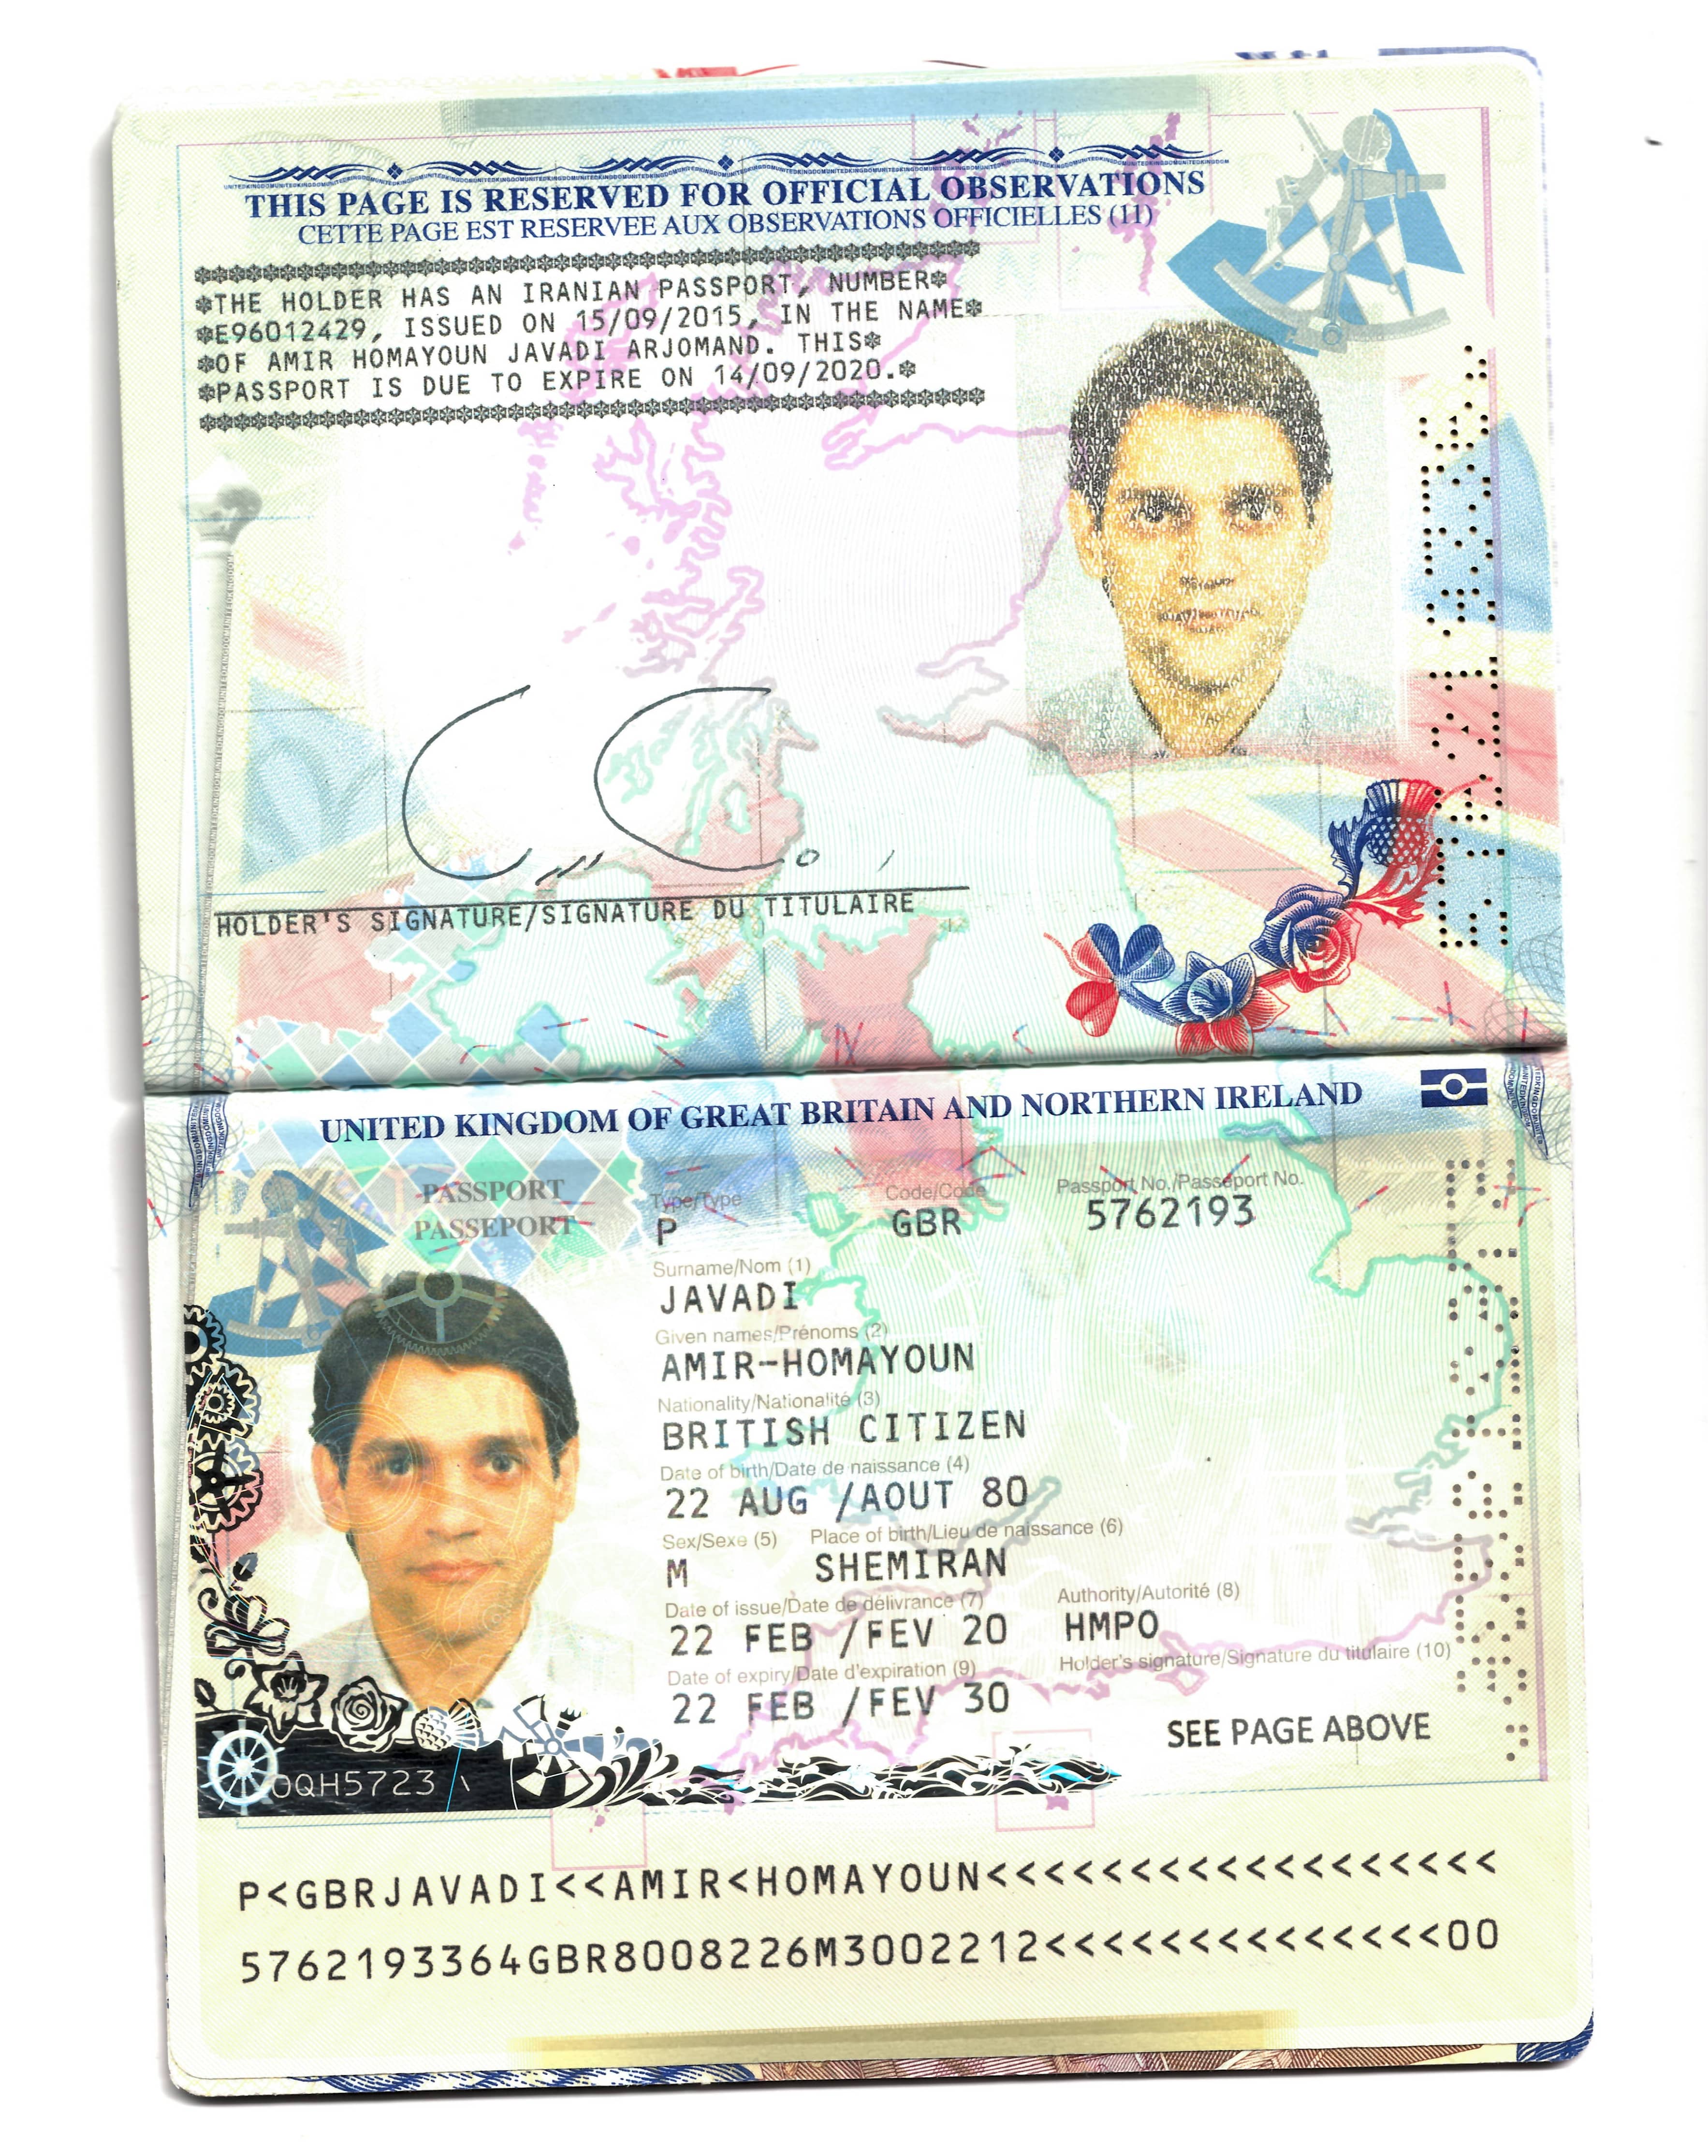 THIS PAGE IS RESERVED FOR OFFICIAL OBSERVATIONS
CETTE PAGE EST RESERVEE AUX OBSERVATIONS OFFICIELLES (11)
*THE HOLDER HAS AN IRANIAN PASSPORT, NUMBER*
*E96012429, ISSUED ON 15/09/2015, IN THE NAME*
*OF AMIR HOMAYOUN JAVADI ARJOMAND. THIS*
*PASSPORT IS DUE TO EXPIRE ON 14/09/2020.*
HOLDER'S SIGNATURE/SIGNATURE DU TITULAIRE
UNITED KINGDOM OF GREAT BRITAIN AND NORTHERN IRELAND
PASSPORT
PASSEPORT
Type/Type Code/Code Passport No./Passeport No.
P GBR 5762193
Surname/Nom (1)
JAVADI
Given names/Prénoms (2)
AMIR-HOMAYOUN
Nationality/Nationalité (3)
BRITISH CITIZEN
Date of birth/Date de naissance (4)
22 AUG /AOUT 80
Sex/Sexe (5) Place of birth/Lieu de naissance (6)
M SHEMIRAN
Date of issue/Date de délivrance (7) Authority/Autorité (8)
22 FEB /FEV 20 HMPO
Date of expiry/Date d'expiration (9) Holder's signature/Signature du titulaire (10)
22 FEB /FEV 30
SEE PAGE ABOVE
OQH5723
P<GBRJAVADI<<AMIR<HOMAYOUN<<<<<<<<<<<<<<<<<<
5762193364GBR8008226M3002212<<<<<<<<<<<<<<00